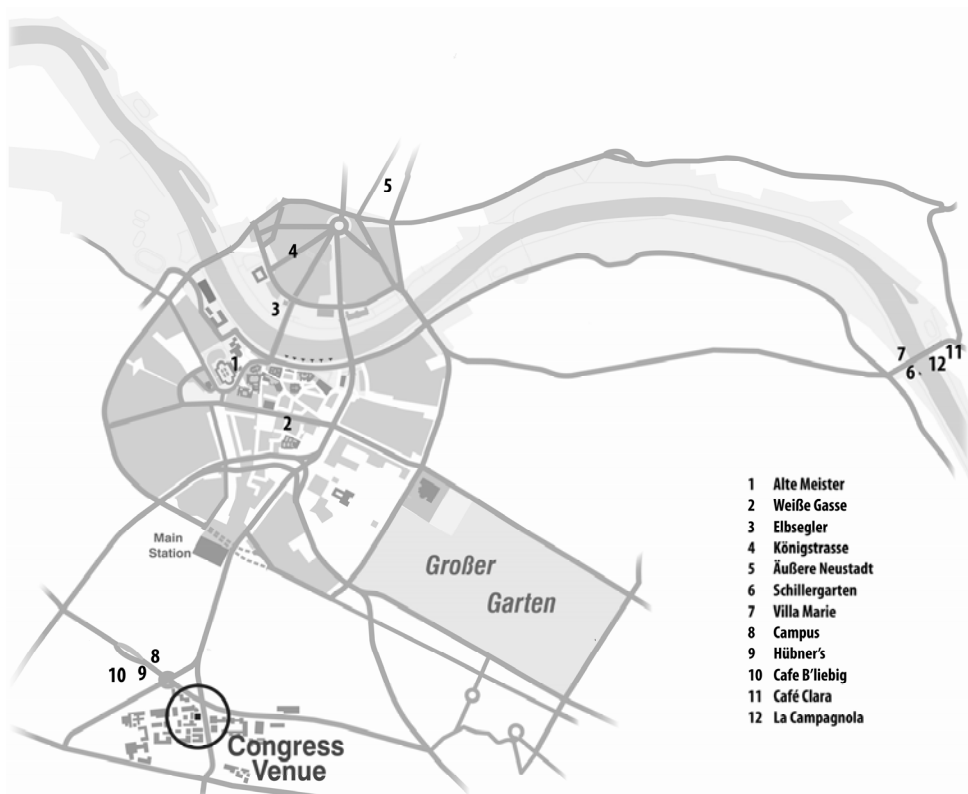 5
4
3
1
7
11
6
12
2
Main
Station
Großer
Garten
8
9
10
Congress
Venue
1 Alte Meister
2 Weiße Gasse
3 Elbsegler
4 Königstrasse
5 Äußere Neustadt
6 Schillergarten
7 Villa Marie
8 Campus
9 Hübner's
10 Cafe B'liebig
11 Café Clara
12 La Campagnola